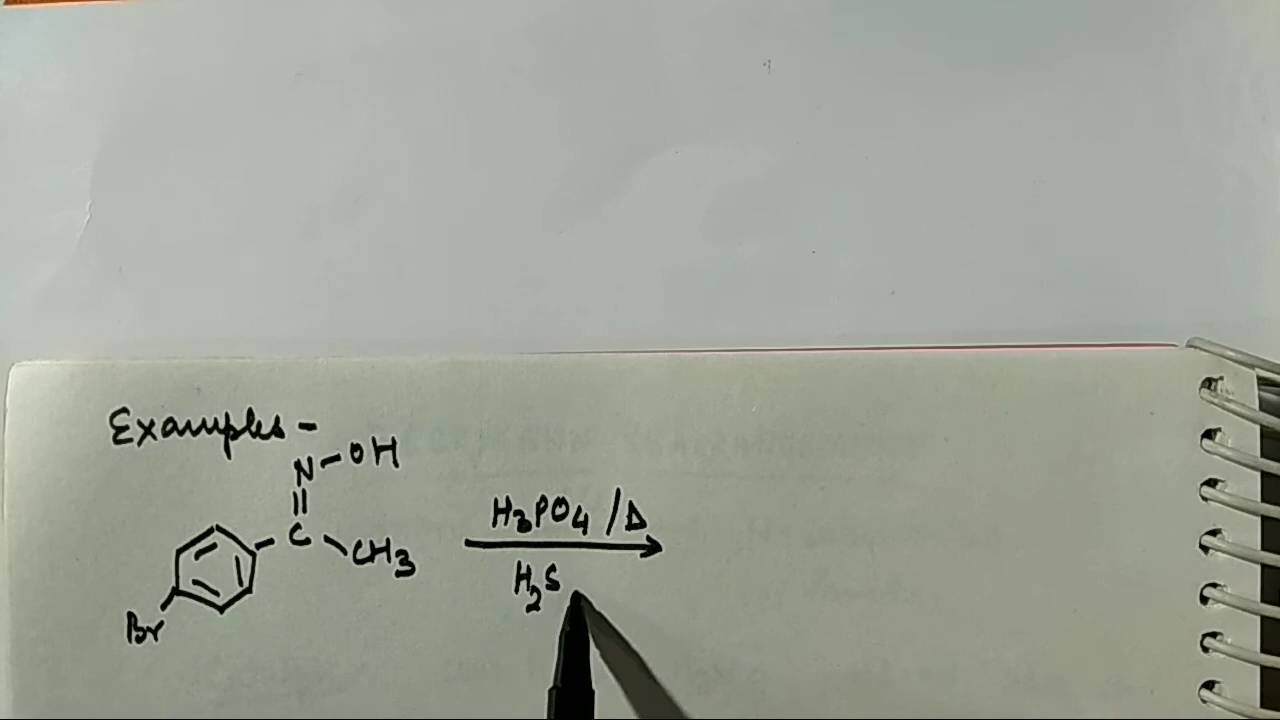 Examples -
N-OH
||
C
CH3
Br
H3PO4/Δ
H2S